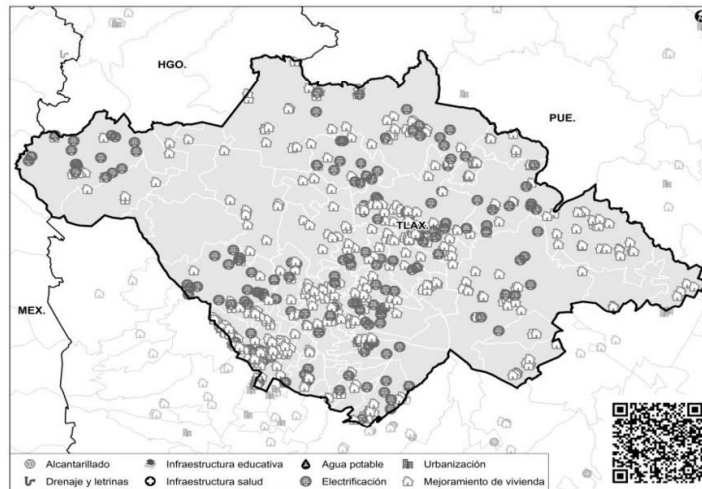 HGO.
PUE.
TLAX.
MEX.
Alcantarillado Infraestructura educativa Agua potable Urbanización
Drenaje y letrinas Infraestructura salud Electrificación Mejoramiento de vivienda